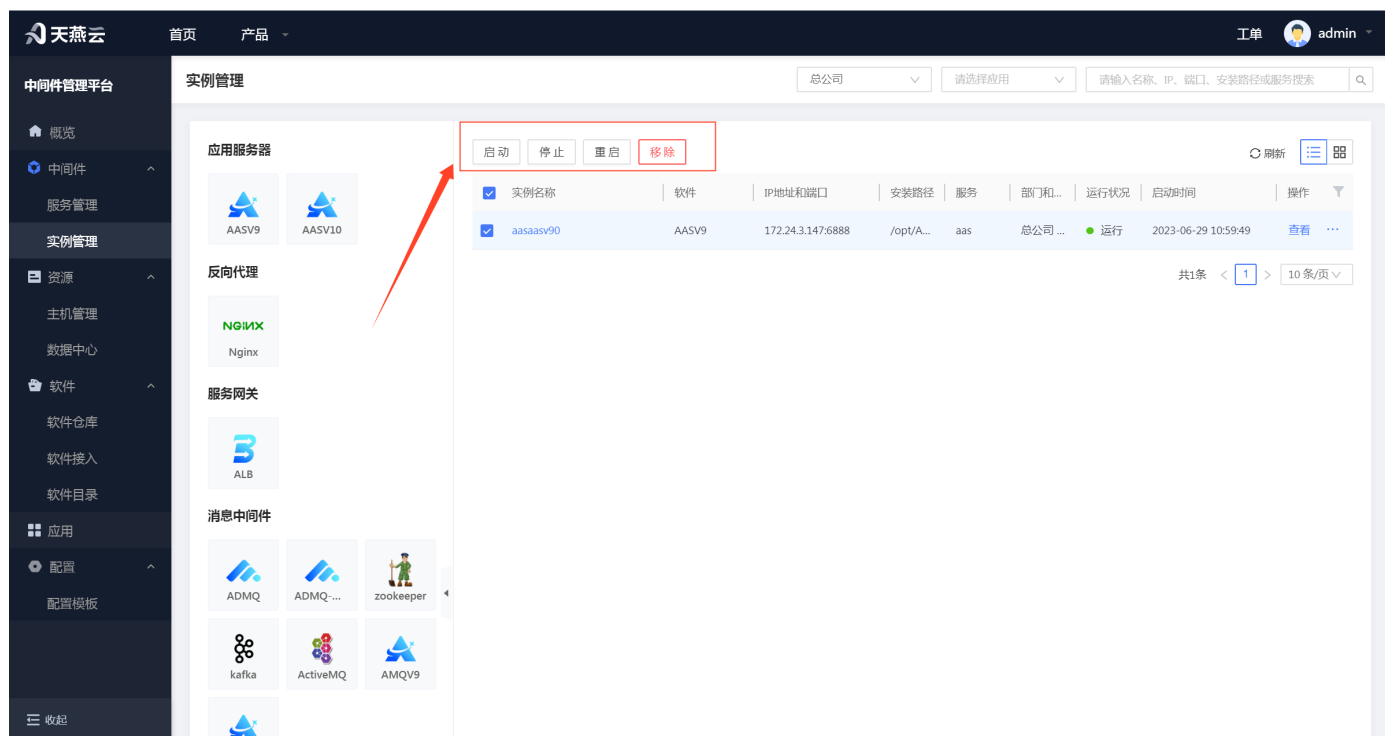 天燕云 首页 产品 工单 admin
中间件管理平台
概览
中间件
服务管理
实例管理
资源
主机管理
数据中心
软件
软件仓库
软件接入
软件目录
应用
配置
配置模板
收起
实例管理 总公司 请选择应用 请输入名称、IP、端口、安装路径或服务搜索
应用服务器
AASV9 AASV10
反向代理
NGINX
Nginx
服务网关
ALB
消息中间件
ADMQ ADMQ-... zookeeper
kafka ActiveMQ AMQV9
启动 停止 重启 移除 刷新
实例名称 软件 IP地址和端口 安装路径 服务 部门和... 运行状况 启动时间 操作
aasaasv90 AASV9 172.24.3.147:6888 /opt/A... aas 总公司 ... 运行 2023-06-29 10:59:49 查看 ···
共1条 < 1 > 10 条/页